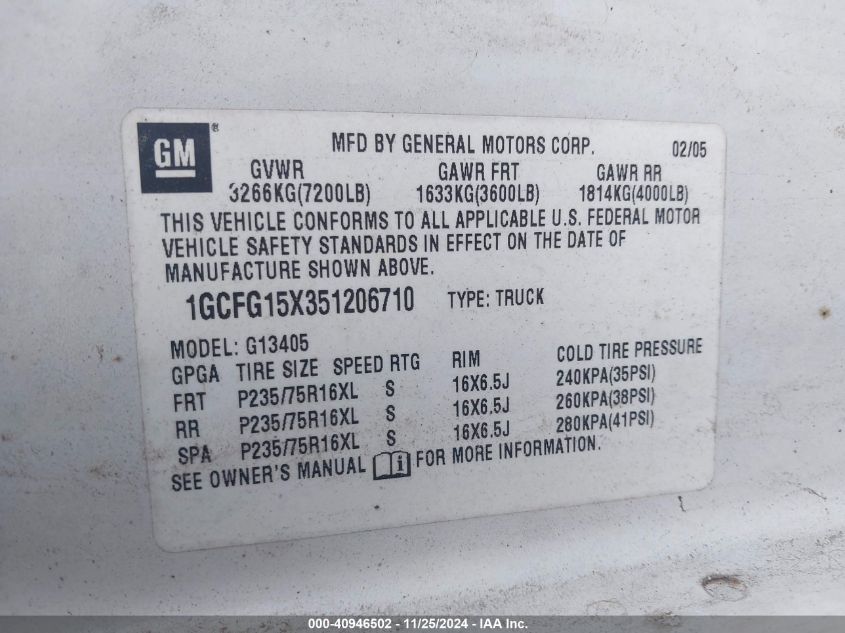 GM ®
MFD BY GENERAL MOTORS CORP. 02/05
GVWR GAWR FRT GAWR RR
3266KG(7200LB) 1633KG(3600LB) 1814KG(4000LB)
THIS VEHICLE CONFORMS TO ALL APPLICABLE U.S. FEDERAL MOTOR
VEHICLE SAFETY STANDARDS IN EFFECT ON THE DATE OF
MANUFACTURE SHOWN ABOVE.
1GCFG15X351206710 TYPE: TRUCK
MODEL: G13405
GPGA TIRE SIZE SPEED RTG RIM COLD TIRE PRESSURE
FRT P235/75R16XL S 16X6.5J 240KPA(35PSI)
RR P235/75R16XL S 16X6.5J 260KPA(38PSI)
SPA P235/75R16XL S 16X6.5J 280KPA(41PSI)
SEE OWNER'S MANUAL i FOR MORE INFORMATION.
000-40946502 - 11/25/2024 - IAA Inc.